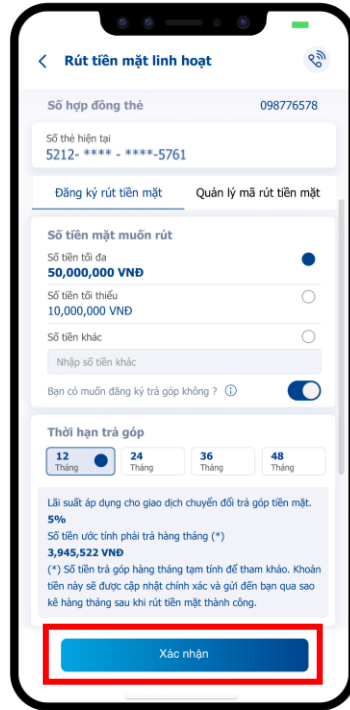 Rút tiền mặt linh hoạt
Số hợp đồng thẻ 098776578
Số thẻ hiện tại
5212- **** - ****-5761
Đăng ký rút tiền mặt Quản lý mã rút tiền mặt
Số tiền mặt muốn rút
Số tiền tối đa
50,000,000 VNĐ
Số tiền tối thiểu
10,000,000 VNĐ
Số tiền khác
Nhập số tiền khác
Bạn có muốn đăng ký trả góp không ?
Thời hạn trả góp
12 24 36 48
Tháng Tháng Tháng Tháng
Lãi suất áp dụng cho giao dịch chuyển đổi trả góp tiền mặt.
5%
Số tiền ước tính phải trả hàng tháng (*)
3,945,522 VNĐ
(*) Số tiền trả góp hàng tháng tạm tính để tham khảo. Khoản
tiền này sẽ được cập nhật chính xác và gửi đến bạn qua sao
kê hàng tháng sau khi rút tiền mặt thành công.
Xác nhận